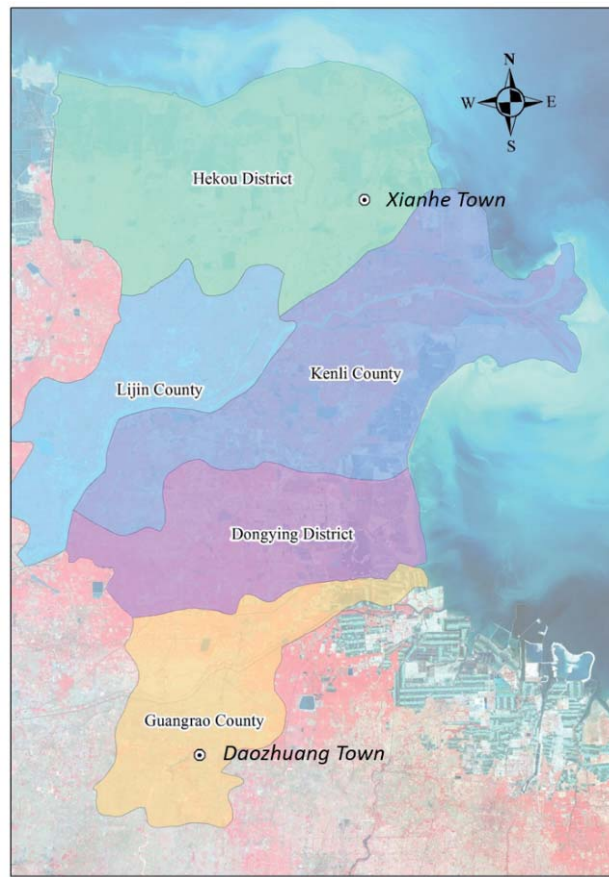 N
W E
S
Hekou District
Xianhe Town
Kenli County
Lijin County
Dongying District
Guangrao County
Daozhuang Town